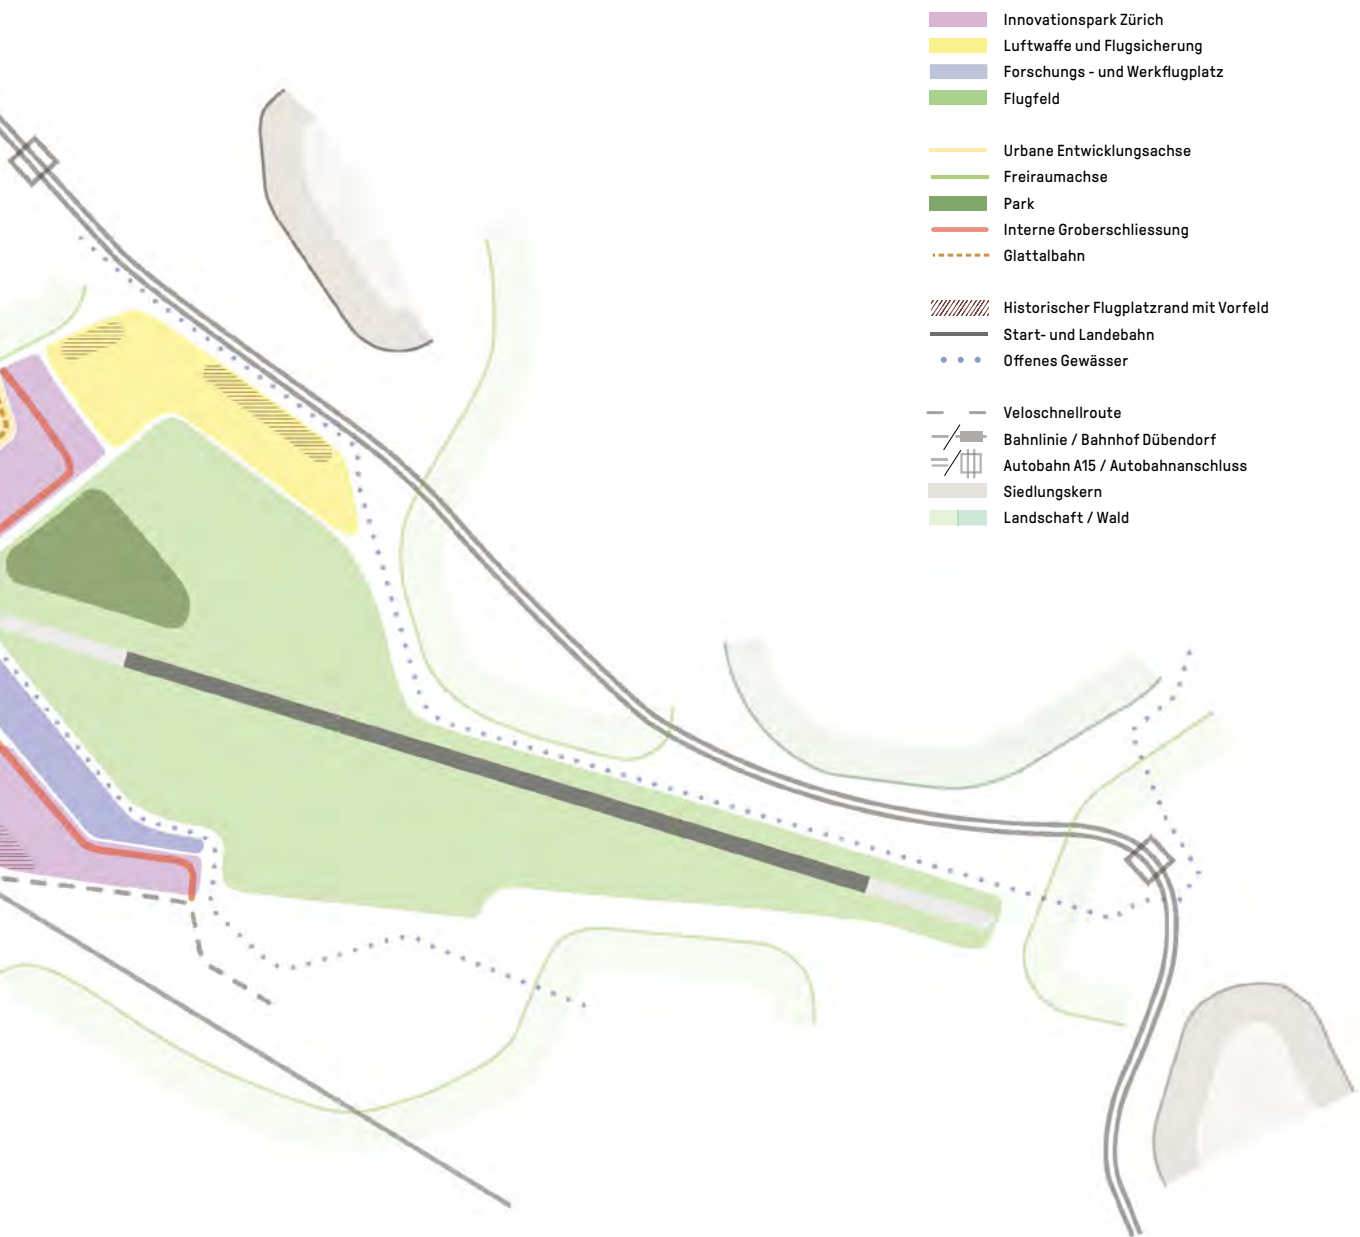 Innovationspark Zürich
Luftwaffe und Flugsicherung
Forschungs - und Werkflugplatz
Flugfeld
Urbane Entwicklungsachse
Freiraumachse
Park
Interne Groberschliessung
Glattalbahn
Historischer Flugplatzrand mit Vorfeld
Start- und Landebahn
Offenes Gewässer
Veloschnellroute
Bahnlinie / Bahnhof Dübendorf
Autobahn A15 / Autobahnanschluss
Siedlungskern
Landschaft / Wald